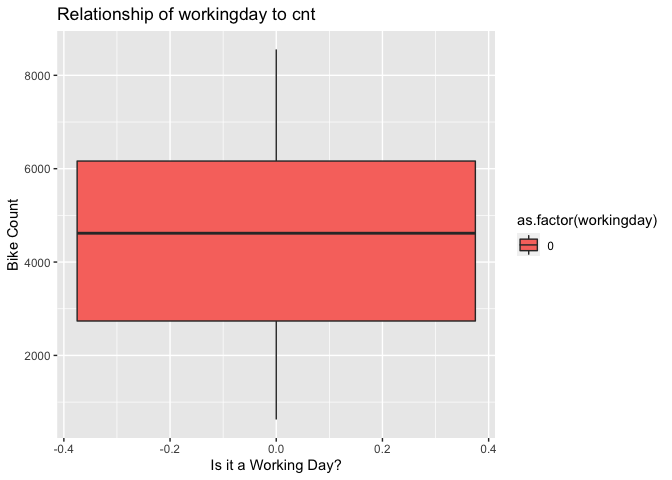 Relationship of workingday to cnt
Bike Count
8000
6000
4000
2000
-0.4
-0.2
0.0
0.2
0.4
Is it a Working Day?
as.factor(workingday)
0